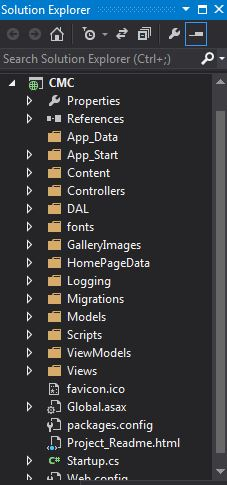 Solution Explorer
Search Solution Explorer (Ctrl+;)
CMC
Properties
References
App_Data
App_Start
Content
Controllers
DAL
fonts
GalleryImages
HomePageData
Logging
Migrations
Models
Scripts
ViewModels
Views
favicon.ico
Global.asax
packages.config
Project_Readme.html
C# Startup.cs
Web.config